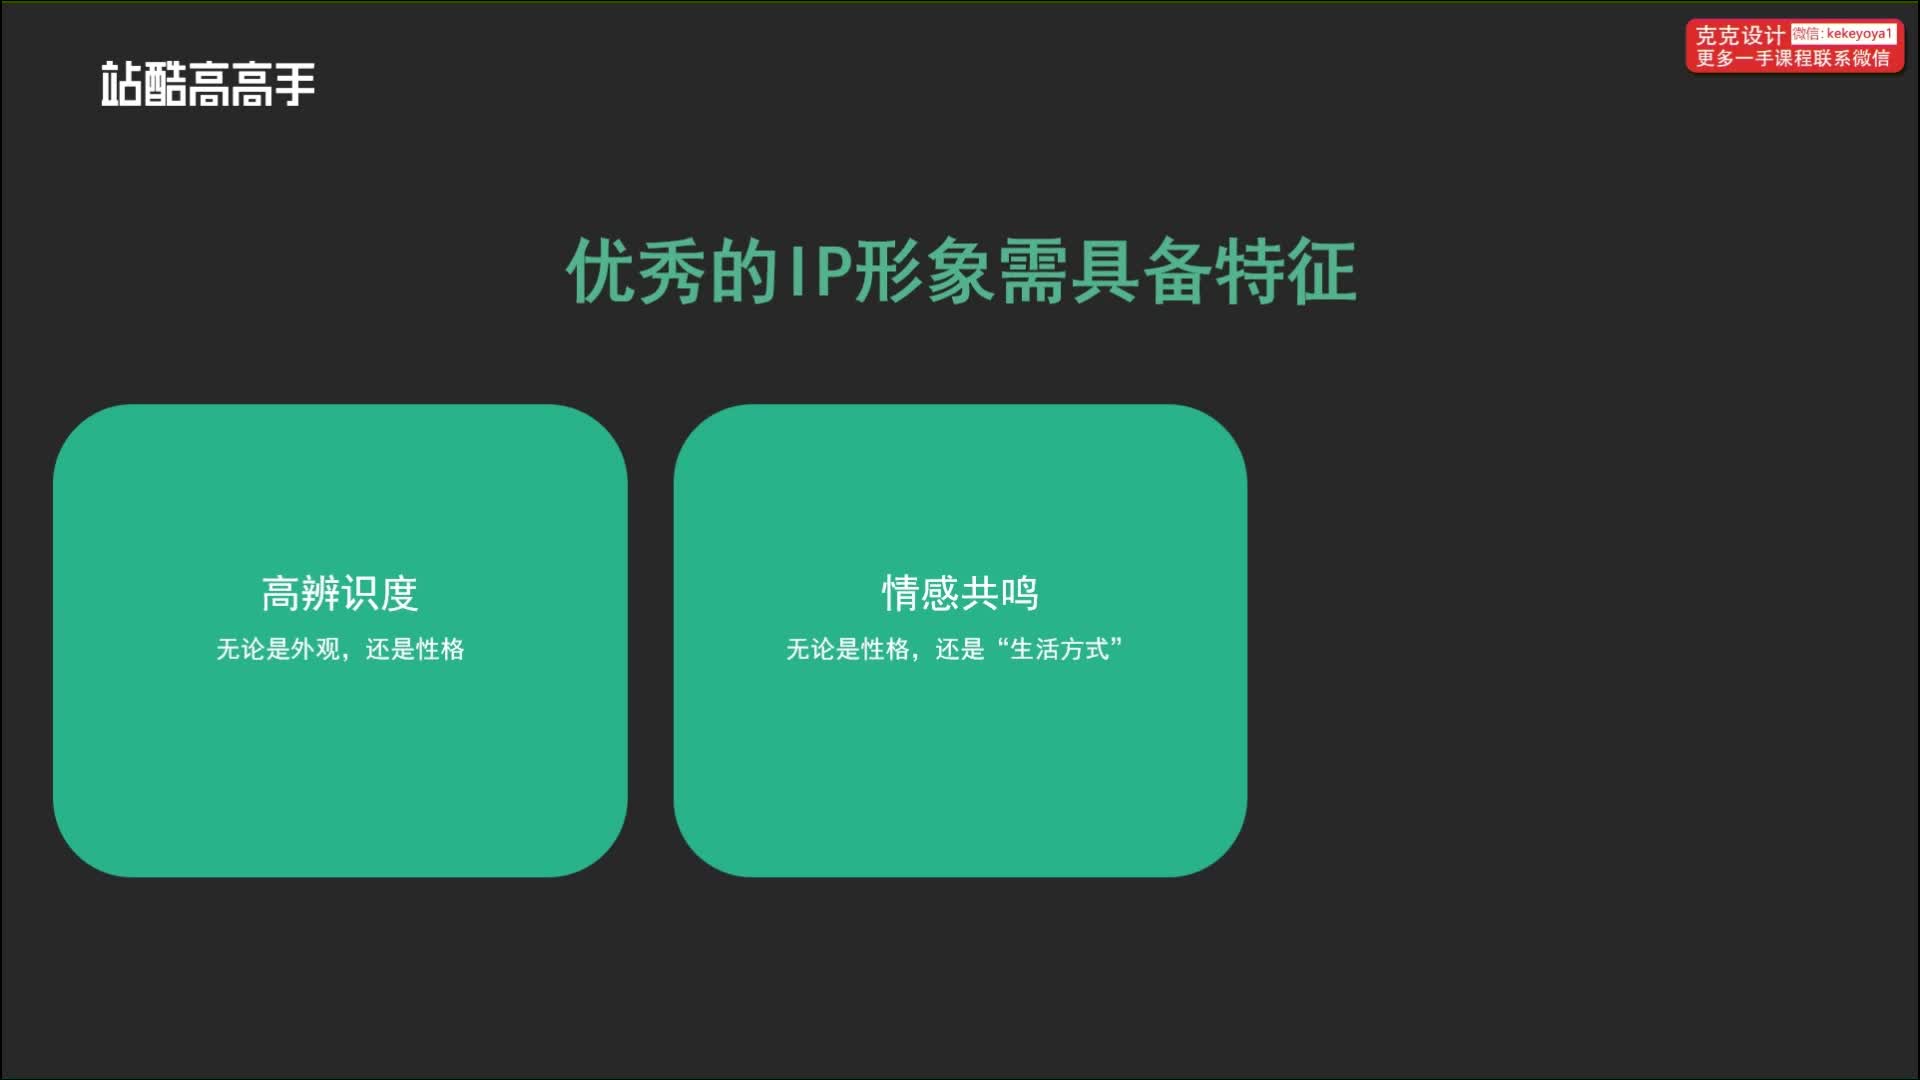 站酷高高手
克克设计 微信:kekeyoya1
更多一手课程联系微信
优秀的IP形象需具备特征
高辨识度
无论是外观，还是性格
情感共鸣
无论是性格，还是“生活方式”